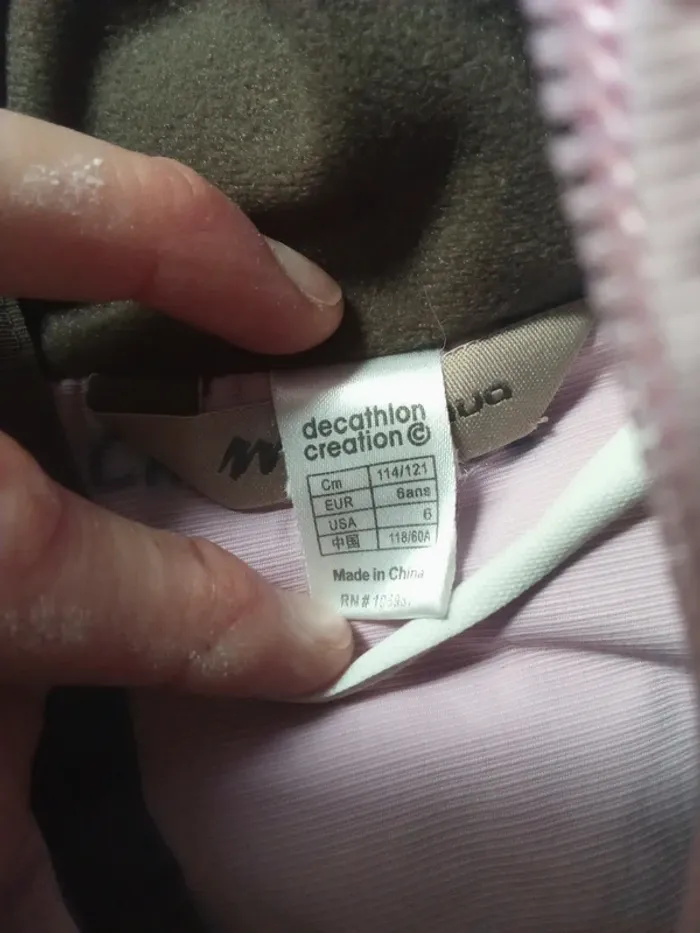 decathlon
creation ©
Cm 114/121
EUR 6ans
USA 6
中国 118/60A
Made in China